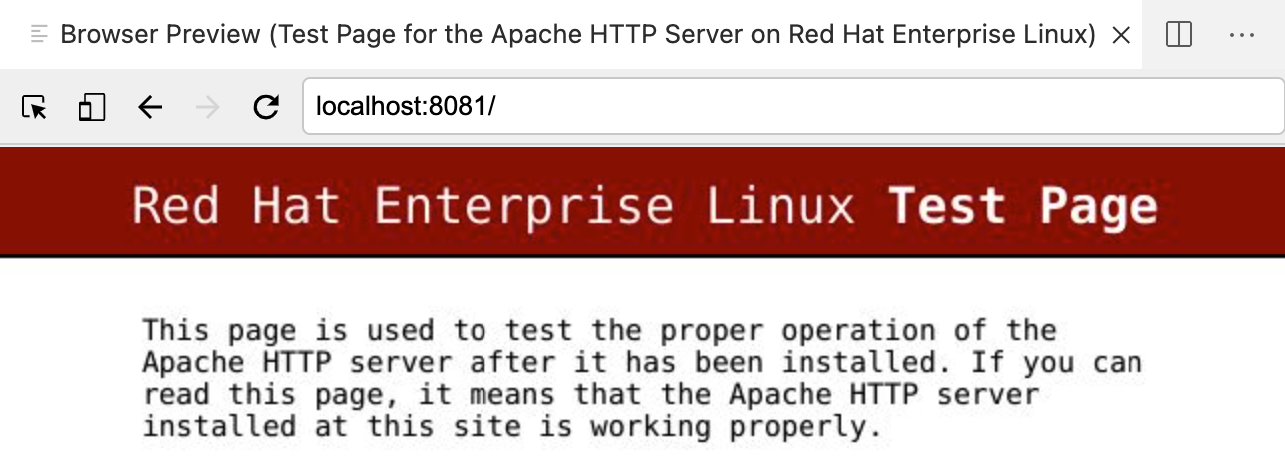 Browser Preview (Test Page for the Apache HTTP Server on Red Hat Enterprise Linux)
localhost:8081/
Red Hat Enterprise Linux Test Page
This page is used to test the proper operation of the
Apache HTTP server after it has been installed. If you can
read this page, it means that the Apache HTTP server
installed at this site is working properly.